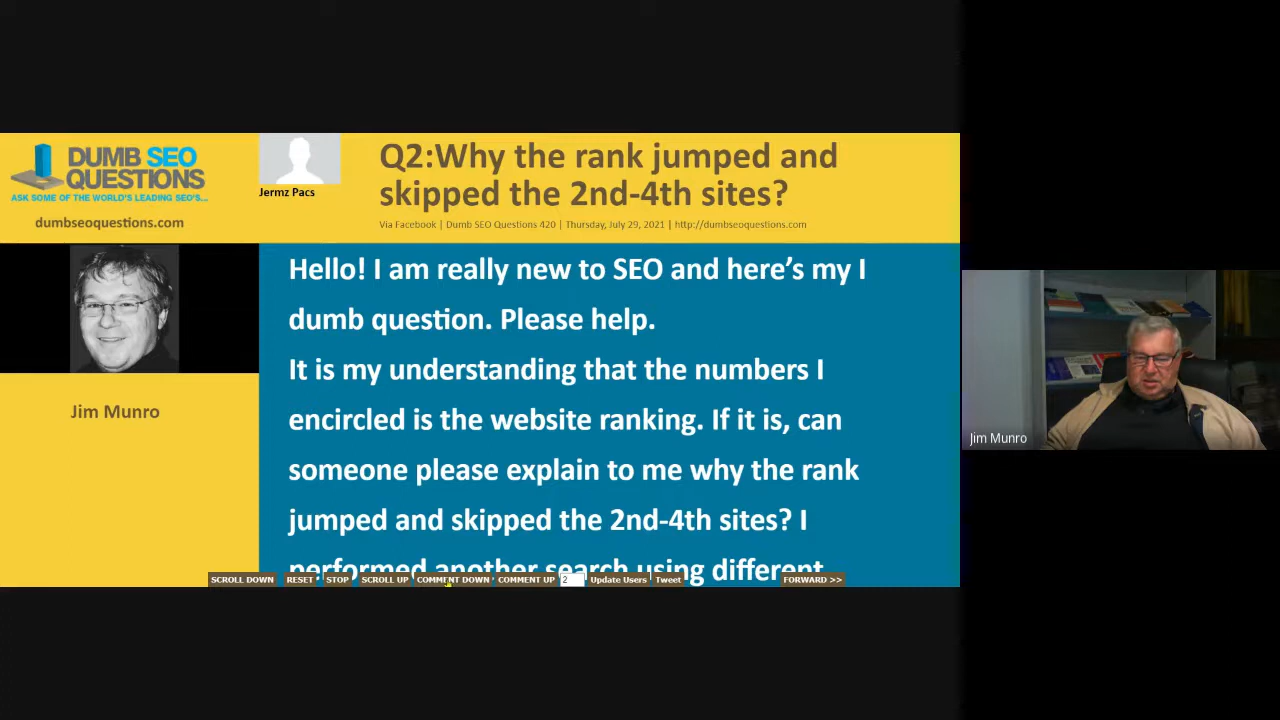 DUMB SEO
QUESTIONS
ASK SOME OF THE WORLD'S LEADING SEO'S...
dumbseoquestions.com
Jermz Pacs
Q2:Why the rank jumped and
skipped the 2nd-4th sites?
Via Facebook | Dumb SEO Questions 420 | Thursday, July 29, 2021 | http://dumbseoquestions.com
Jim Munro
Hello! I am really new to SEO and here's my I
dumb question. Please help.
It is my understanding that the numbers I
encircled is the website ranking. If it is, can
someone please explain to me why the rank
jumped and skipped the 2nd-4th sites? I
performed another search using different
SCROLL DOWN RESET STOP SCROLL UP COMMENT DOWN COMMENT UP 2 Update Users Tweet FORWARD >>
Jim Munro